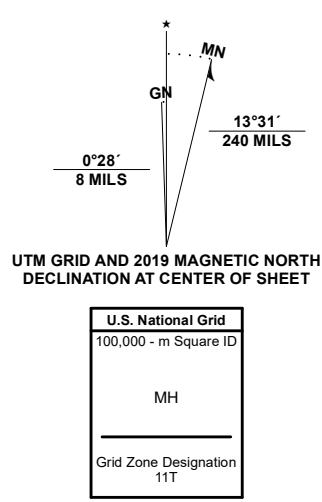 ★
MN
GN
13°31´
240 MILS
0°28´
8 MILS
UTM GRID AND 2019 MAGNETIC NORTH
DECLINATION AT CENTER OF SHEET
U.S. National Grid
100,000 - m Square ID
MH
Grid Zone Designation
11T